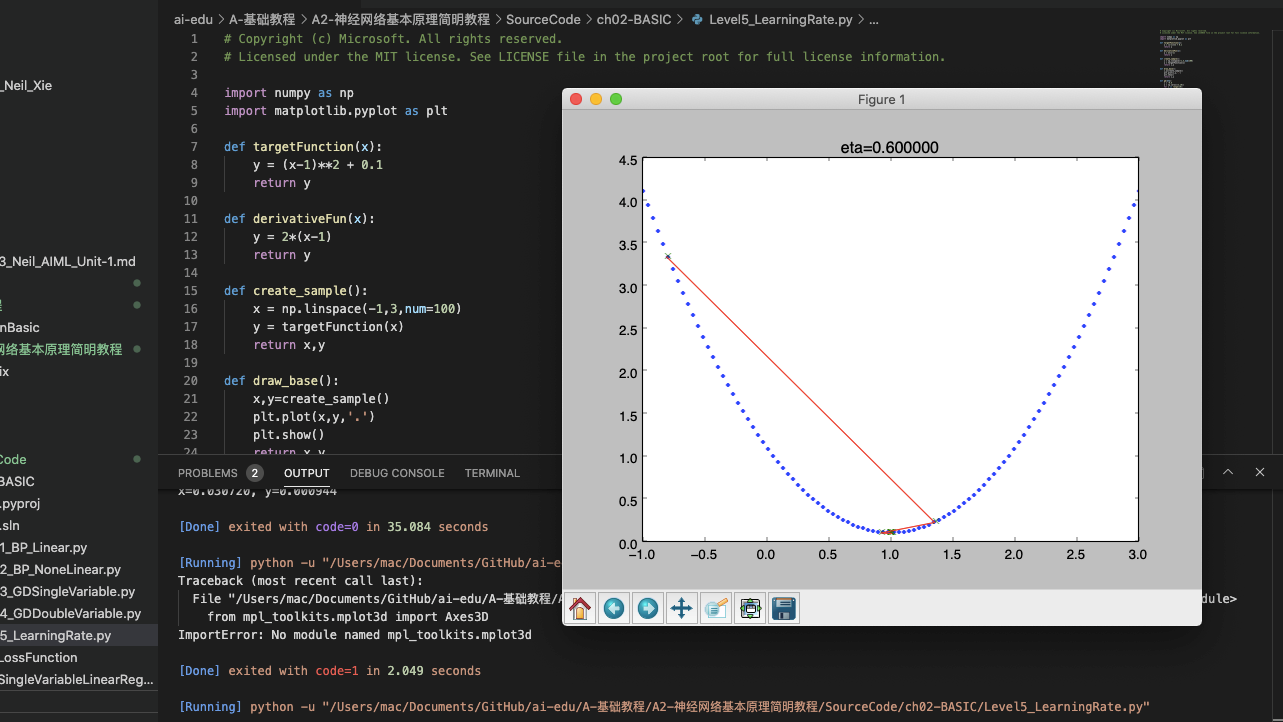 _Neil_Xie
3_Neil_AIML_Unit-1.md
nBasic
网络基本原理简明教程
ix
Code
BASIC
.pyproj
.sln
1_BP_Linear.py
2_BP_NoneLinear.py
3_GDSingleVariable.py
4_GDDoubleVariable.py
5_LearningRate.py
LossFunction
SingleVariableLinearReg...
ai-edu > A-基础教程 > A2-神经网络基本原理简明教程 > SourceCode > ch02-BASIC > Level5_LearningRate.py > ...
1 # Copyright (c) Microsoft. All rights reserved.
2 # Licensed under the MIT license. See LICENSE file in the project root for full license information.
3
4 import numpy as np
5 import matplotlib.pyplot as plt
6
7 def targetFunction(x):
8 y = (x-1)**2 + 0.1
9 return y
10
11 def derivativeFun(x):
12 y = 2*(x-1)
13 return y
14
15 def create_sample():
16 x = np.linspace(-1,3,num=100)
17 y = targetFunction(x)
18 return x,y
19
20 def draw_base():
21 x,y=create_sample()
22 plt.plot(x,y,'.')
23 plt.show()
24 return x,y
Figure 1
eta=0.600000
4.5
4.0
3.5
3.0
2.5
2.0
1.5
1.0
0.5
0.0
−1.0 −0.5 0.0 0.5 1.0 1.5 2.0 2.5 3.0
PROBLEMS 2 OUTPUT DEBUG CONSOLE TERMINAL
x=0.030720, y=0.000944
[Done] exited with code=0 in 35.084 seconds
[Running] python -u "/Users/mac/Documents/GitHub/ai-e
Traceback (most recent call last):
File "/Users/mac/Documents/GitHub/ai-edu/A-基础教程/ dule>
from mpl_toolkits.mplot3d import Axes3D
ImportError: No module named mpl_toolkits.mplot3d
[Done] exited with code=1 in 2.049 seconds
[Running] python -u "/Users/mac/Documents/GitHub/ai-edu/A-基础教程/A2-神经网络基本原理简明教程/SourceCode/ch02-BASIC/Level5_LearningRate.py"